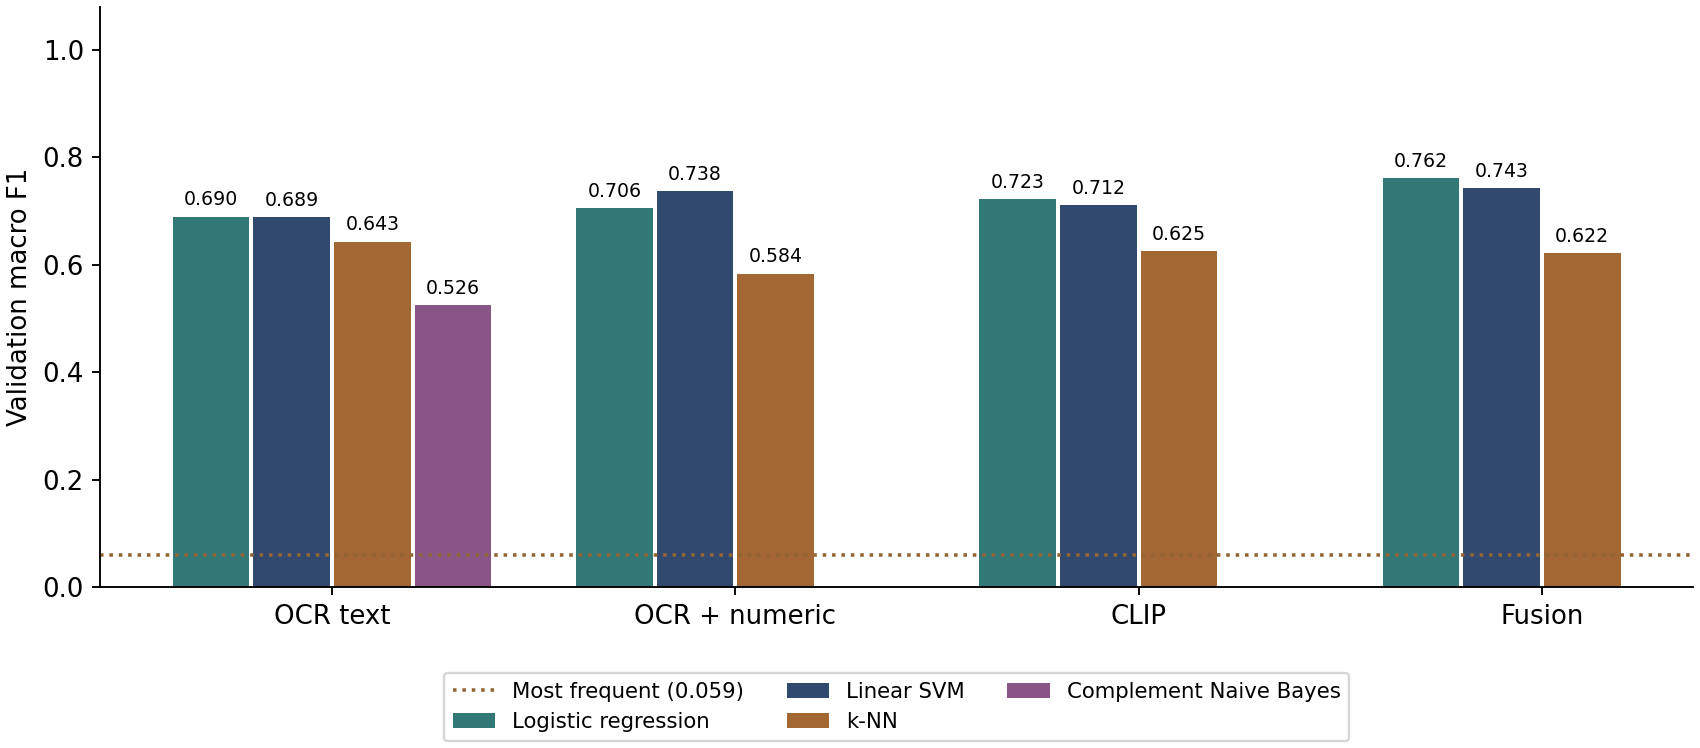 Validation macro F1
1.0
0.8
0.6
0.4
0.2
0.0
0.690
0.689
0.643
0.526
0.706
0.738
0.584
0.723
0.712
0.625
0.762
0.743
0.622
OCR text
OCR + numeric
CLIP
Fusion
Most frequent (0.059)
Logistic regression
Linear SVM
k-NN
Complement Naive Bayes